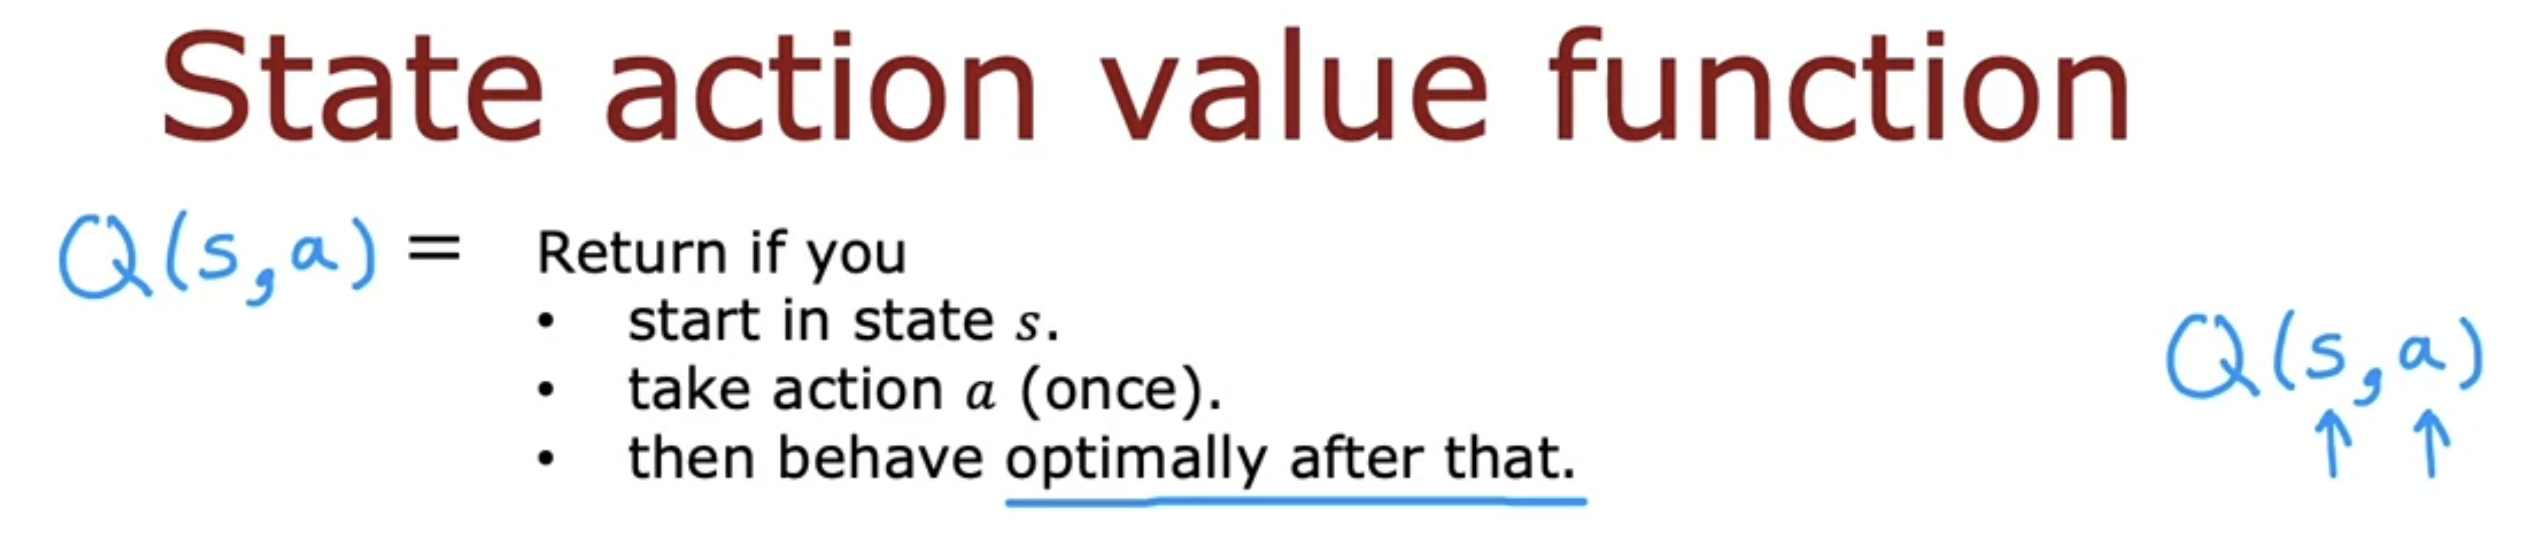 State action value function
Q(s,a) = Return if you
• start in state s.
• take action a (once).
• then behave optimally after that.
Q(s,a)
↑ ↑